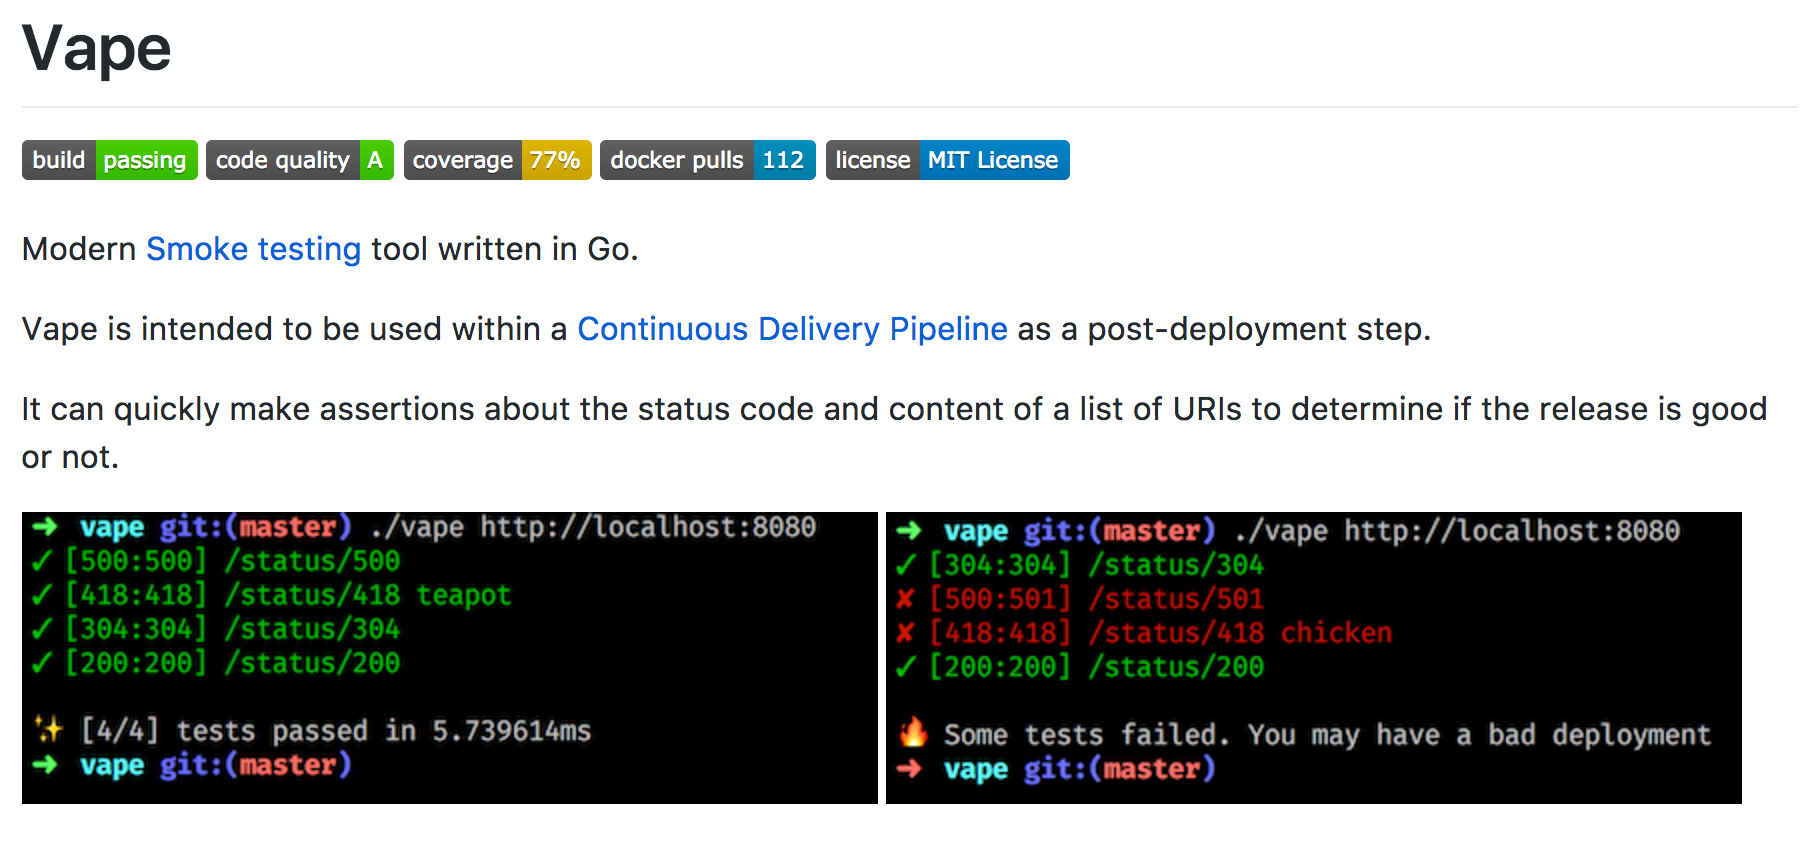 Vape
build passing code quality A coverage 77% docker pulls 112 license MIT License
Modern Smoke testing tool written in Go.
Vape is intended to be used within a Continuous Delivery Pipeline as a post-deployment step.
It can quickly make assertions about the status code and content of a list of URIs to determine if the release is good
or not.
➜ vape git:(master) ./vape http://localhost:8080
✓ [500:500] /status/500
✓ [418:418] /status/418 teapot
✓ [304:304] /status/304
✓ [200:200] /status/200
✨ [4/4] tests passed in 5.739614ms
➜ vape git:(master)
➜ vape git:(master) ./vape http://localhost:8080
✓ [304:304] /status/304
✘ [500:501] /status/501
✘ [418:418] /status/418 chicken
✓ [200:200] /status/200
🔥 Some tests failed. You may have a bad deployment
➜ vape git:(master)